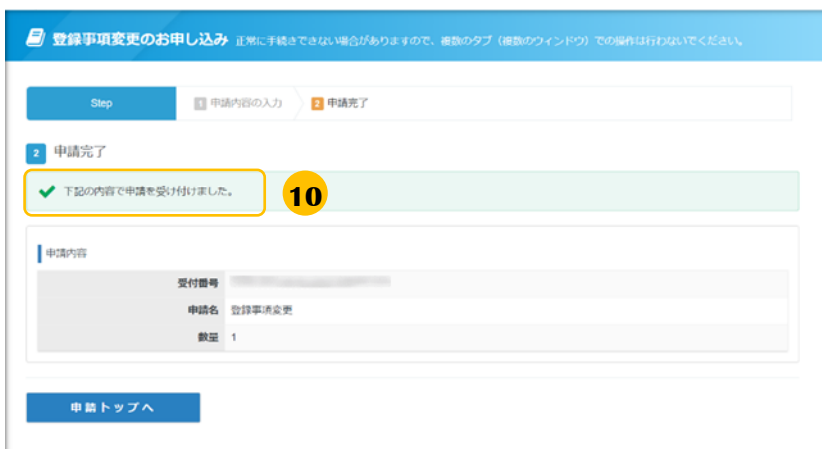 登録事項変更のお申し込み 正常に手続きできない場合がありますので、複数のタブ（複数のウィンドウ）での操作は行わないでください。
Step 1 申請内容の入力 2 申請完了
2 申請完了
下記の内容で申請を受け付けました。 10
申請内容
受付番号
申請名 登録事項変更
数量 1
申請トップへ